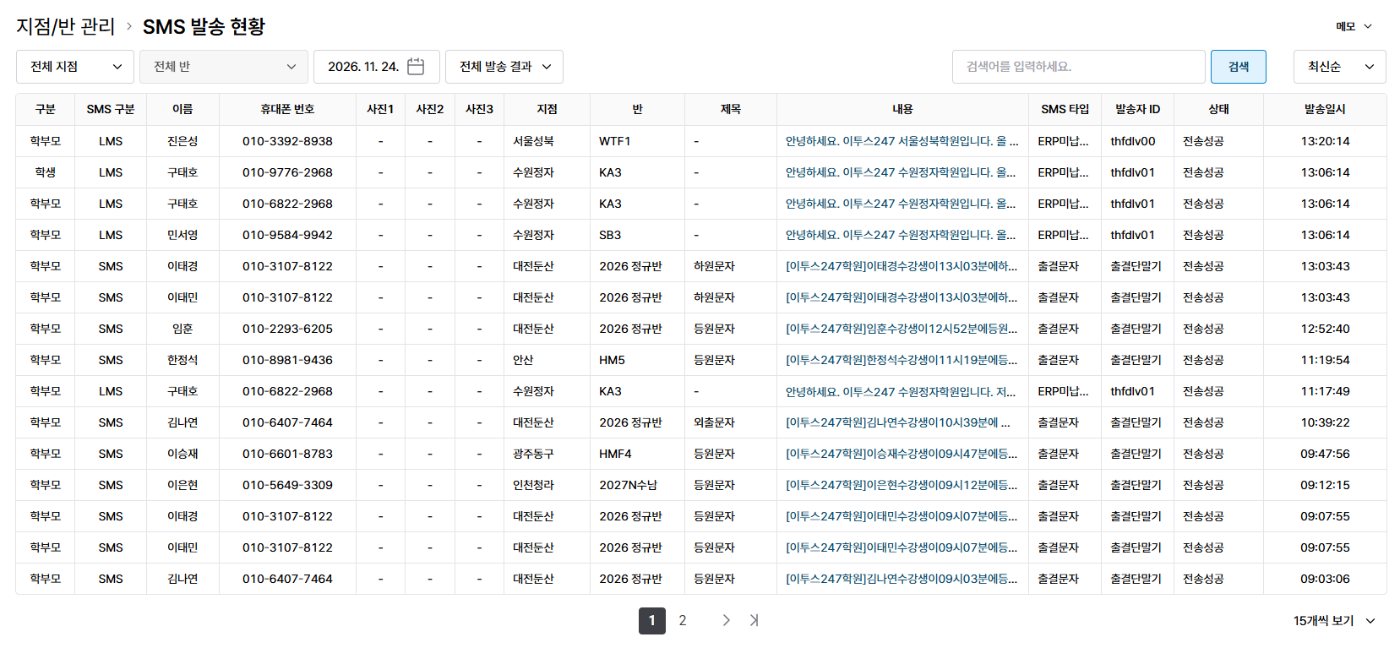 지점/반 관리 > SMS 발송 현황
메모
전체 지점 전체 반 2026. 11. 24. 전체 발송 결과 검색어를 입력하세요. 검색 최신순
구분 SMS 구분 이름 휴대폰 번호 사진1 사진2 사진3 지점 반 제목 내용 SMS 타입 발송자 ID 상태 발송일시
학부모 LMS 진은성 010-3392-8938 - - - 서울성북 WTF1 - 안녕하세요. 이투스247 서울성북학원입니다. 올 ... ERP미납... thfdlv00 전송성공 13:20:14
학생 LMS 구태호 010-9776-2968 - - - 수원정자 KA3 - 안녕하세요. 이투스247 수원정자학원입니다. 올... ERP미납... thfdlv01 전송성공 13:06:14
학부모 LMS 구태호 010-6822-2968 - - - 수원정자 KA3 - 안녕하세요. 이투스247 수원정자학원입니다. 올... ERP미납... thfdlv01 전송성공 13:06:14
학부모 LMS 민서영 010-9584-9942 - - - 수원정자 SB3 - 안녕하세요. 이투스247 수원정자학원입니다. 올... ERP미납... thfdlv01 전송성공 13:06:14
학부모 SMS 이태경 010-3107-8122 - - - 대전둔산 2026 정규반 하원문자 [이투스247학원]이태경수강생이13시03분에하... 출결문자 출결단말기 전송성공 13:03:43
학부모 SMS 이태민 010-3107-8122 - - - 대전둔산 2026 정규반 하원문자 [이투스247학원]이태경수강생이13시03분에하... 출결문자 출결단말기 전송성공 13:03:43
학부모 SMS 임훈 010-2293-6205 - - - 대전둔산 2026 정규반 등원문자 [이투스247학원]임훈수강생이12시52분에등원... 출결문자 출결단말기 전송성공 12:52:40
학부모 SMS 한정석 010-8981-9436 - - - 안산 HM5 등원문자 [이투스247학원]한정석수강생이11시19분에등... 출결문자 출결단말기 전송성공 11:19:54
학부모 LMS 구태호 010-6822-2968 - - - 수원정자 KA3 - 안녕하세요. 이투스247 수원정자학원입니다. 저... ERP미납... thfdlv01 전송성공 11:17:49
학부모 SMS 김나연 010-6407-7464 - - - 대전둔산 2026 정규반 외출문자 [이투스247학원]김나연수강생이10시39분에 ... 출결문자 출결단말기 전송성공 10:39:22
학부모 SMS 이승재 010-6601-8783 - - - 광주동구 HMF4 등원문자 [이투스247학원]이승재수강생이09시47분에등... 출결문자 출결단말기 전송성공 09:47:56
학부모 SMS 이은현 010-5649-3309 - - - 인천청라 2027N수남 등원문자 [이투스247학원]이은현수강생이09시12분에등... 출결문자 출결단말기 전송성공 09:12:15
학부모 SMS 이태경 010-3107-8122 - - - 대전둔산 2026 정규반 등원문자 [이투스247학원]이태민수강생이09시07분에등... 출결문자 출결단말기 전송성공 09:07:55
학부모 SMS 이태민 010-3107-8122 - - - 대전둔산 2026 정규반 등원문자 [이투스247학원]이태민수강생이09시07분에등... 출결문자 출결단말기 전송성공 09:07:55
학부모 SMS 김나연 010-6407-7464 - - - 대전둔산 2026 정규반 등원문자 [이투스247학원]김나연수강생이09시03분에등... 출결문자 출결단말기 전송성공 09:03:06
1 2
15개씩 보기